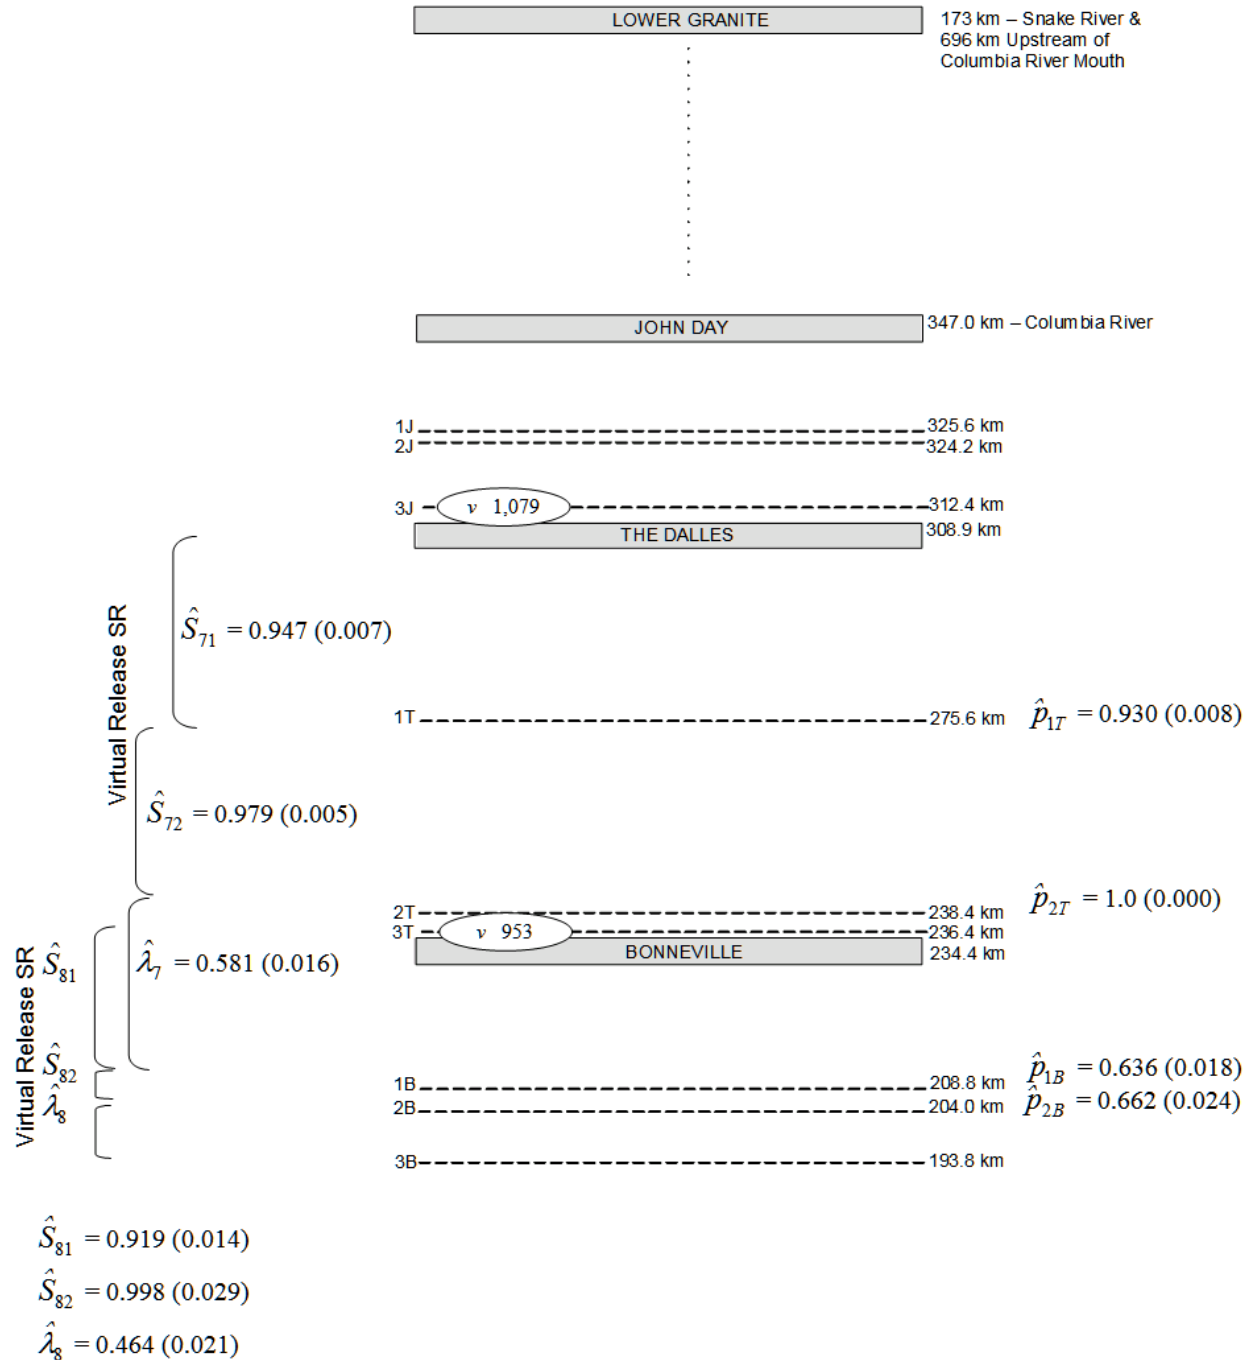 LOWER GRANITE
173 km – Snake River &
696 km Upstream of
Columbia River Mouth
JOHN DAY
347.0 km – Columbia River
1J
325.6 km
2J
324.2 km
3J
v 1,079
312.4 km
THE DALLES
308.9 km
Virtual Release SR
Ŝ₇₁ = 0.947 (0.007)
1T
275.6 km
p̂₁T = 0.930 (0.008)
Ŝ₇₂ = 0.979 (0.005)
2T
238.4 km
p̂₂T = 1.0 (0.000)
3T
v 953
236.4 km
BONNEVILLE
234.4 km
Virtual Release SR
Ŝ₈₁
λ̂₇ = 0.581 (0.016)
Ŝ₈₂
λ̂₈
1B
208.8 km
p̂₁B = 0.636 (0.018)
2B
204.0 km
p̂₂B = 0.662 (0.024)
3B
193.8 km
Ŝ₈₁ = 0.919 (0.014)
Ŝ₈₂ = 0.998 (0.029)
λ̂₈ = 0.464 (0.021)